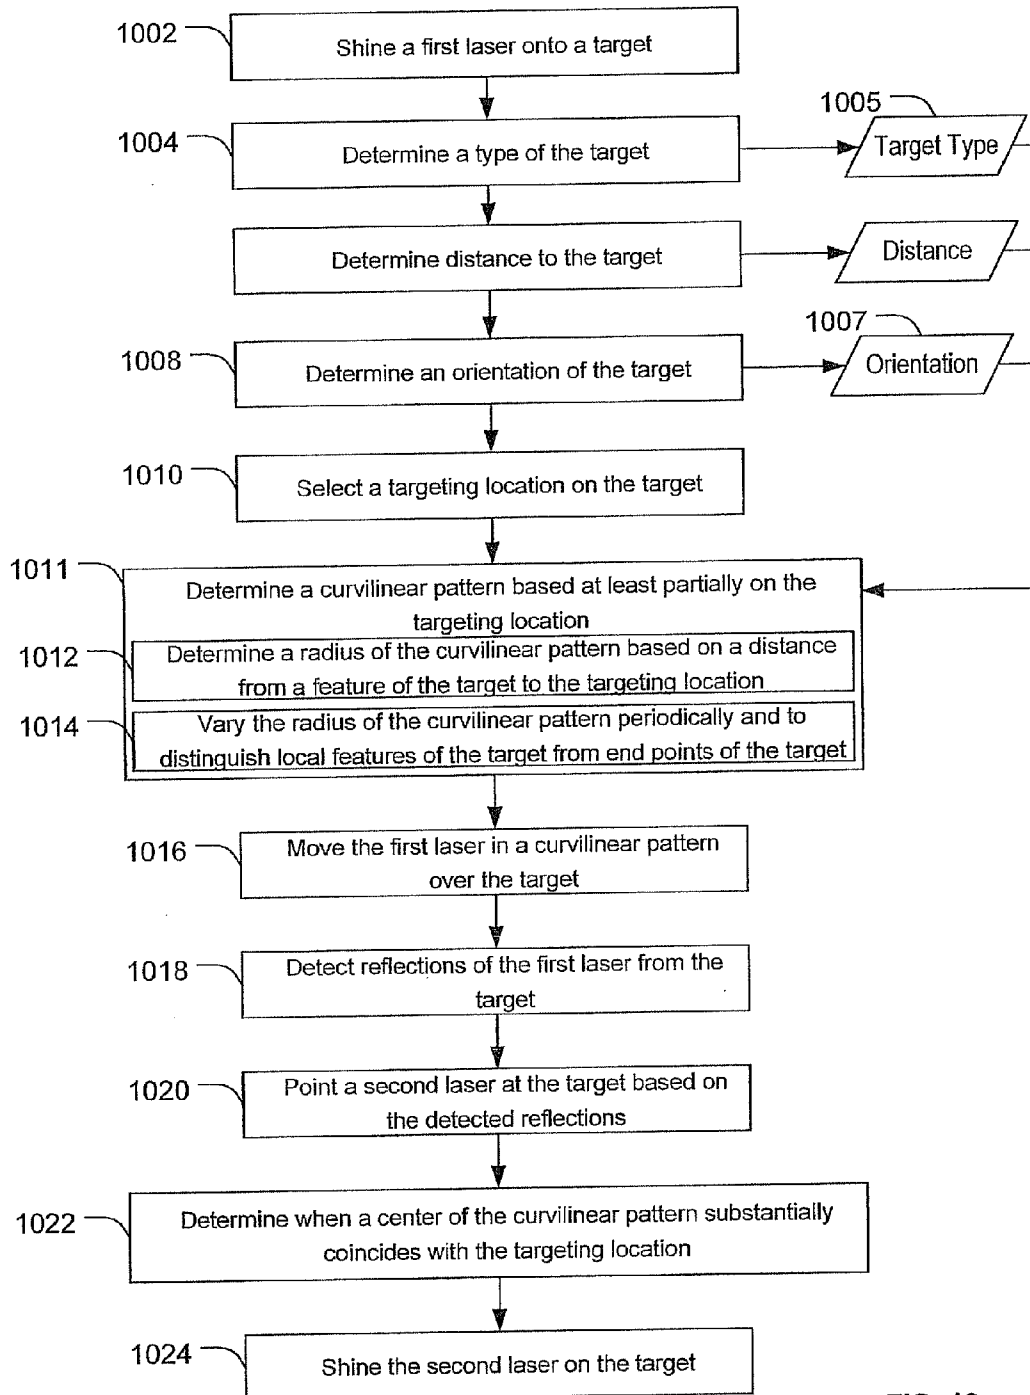 1002
Shine a first laser onto a target
1005
1004
Determine a type of the target
Target Type
Determine distance to the target
Distance
1007
1008
Determine an orientation of the target
Orientation
1010
Select a targeting location on the target
1011
Determine a curvilinear pattern based at least partially on the
targeting location
1012
Determine a radius of the curvilinear pattern based on a distance
from a feature of the target to the targeting location
1014
Vary the radius of the curvilinear pattern periodically and to
distinguish local features of the target from end points of the target
1016
Move the first laser in a curvilinear pattern
over the target
1018
Detect reflections of the first laser from the
target
1020
Point a second laser at the target based on
the detected reflections
1022
Determine when a center of the curvilinear pattern substantially
coincides with the targeting location
1024
Shine the second laser on the target